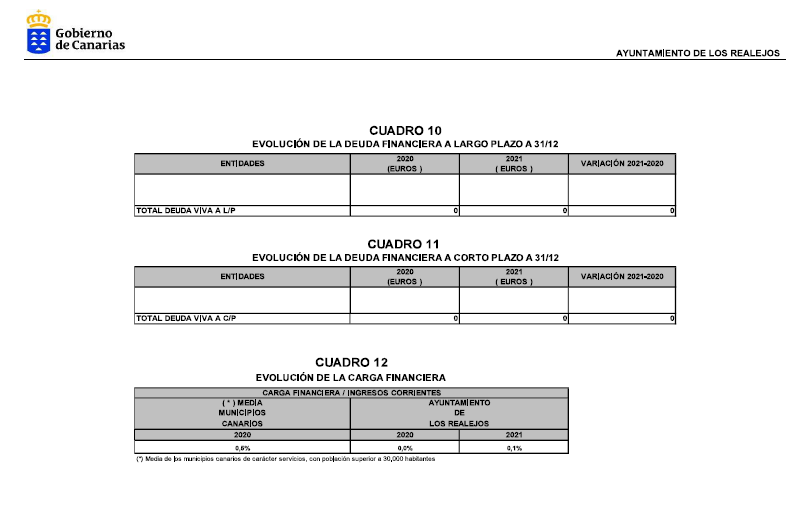 Gobierno
de Canarias
AYUNTAMIENTO DE LOS REALEJOS
CUADRO 10
EVOLUCIÓN DE LA DEUDA FINANCIERA A LARGO PLAZO A 31/12
ENTIDADES 2020 (EUROS ) 2021 ( EUROS ) VARIACIÓN 2021-2020
TOTAL DEUDA VIVA A L/P 0 0 0
CUADRO 11
EVOLUCIÓN DE LA DEUDA FINANCIERA A CORTO PLAZO A 31/12
ENTIDADES 2020 (EUROS ) 2021 ( EUROS ) VARIACIÓN 2021-2020
TOTAL DEUDA VIVA A C/P 0 0 0
CUADRO 12
EVOLUCIÓN DE LA CARGA FINANCIERA
CARGA FINANCIERA / INGRESOS CORRIENTES
( * ) MEDIA AYUNTAMIENTO
MUNICIPIOS DE
CANARIOS LOS REALEJOS
2020 2020 2021
0,6% 0,0% 0,1%
(*) Media de los municipios canarios de carácter servicios, con población superior a 30,000 habitantes